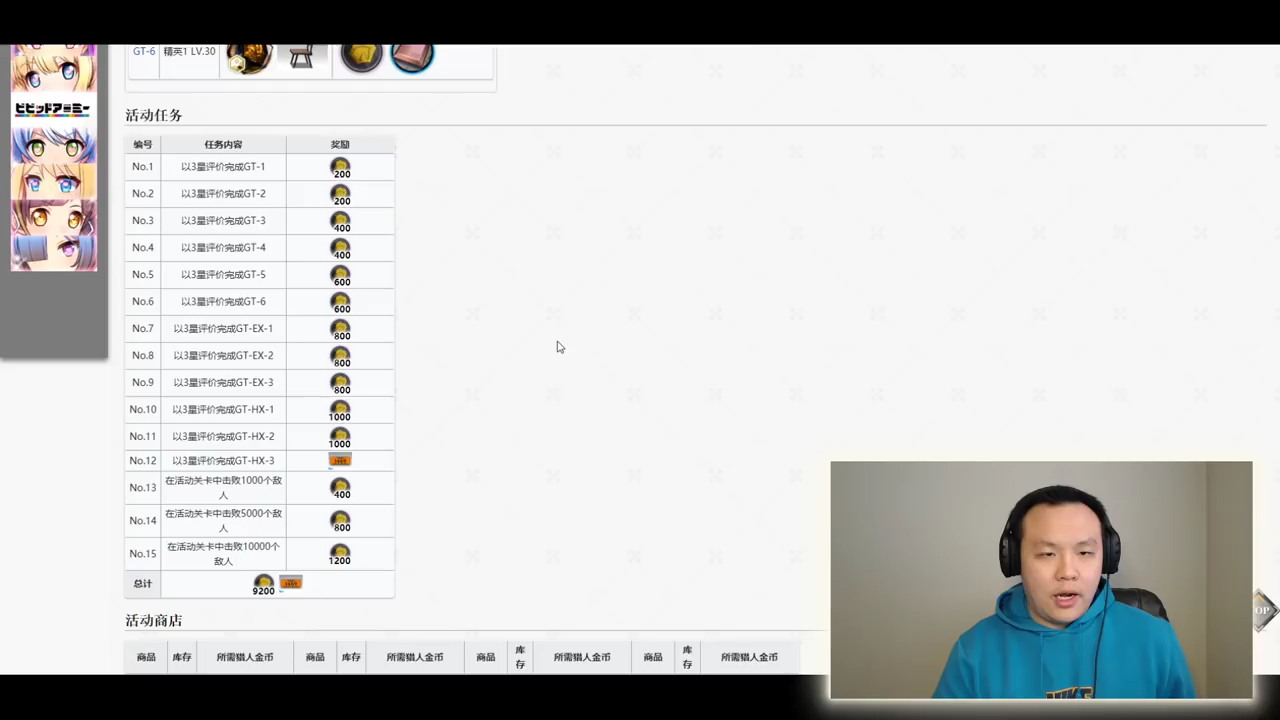 GT-6 精英1 LV.30
ビビッドアーミー
活动任务
编号 任务内容 奖励
No.1 以3星评价完成GT-1 200
No.2 以3星评价完成GT-2 200
No.3 以3星评价完成GT-3 400
No.4 以3星评价完成GT-4 400
No.5 以3星评价完成GT-5 600
No.6 以3星评价完成GT-6 600
No.7 以3星评价完成GT-EX-1 800
No.8 以3星评价完成GT-EX-2 800
No.9 以3星评价完成GT-EX-3 800
No.10 以3星评价完成GT-HX-1 1000
No.11 以3星评价完成GT-HX-2 1000
No.12 以3星评价完成GT-HX-3
No.13 在活动关卡中击败1000个敌
人 400
No.14 在活动关卡中击败5000个敌
人 800
No.15 在活动关卡中击败10000个
敌人 1200
总计 9200
活动商店
商品 库存 所需猎人金币 商品 库存 所需猎人金币 商品 库
存 所需猎人金币 商品 库
存 所需猎人金币
OP
NIKE